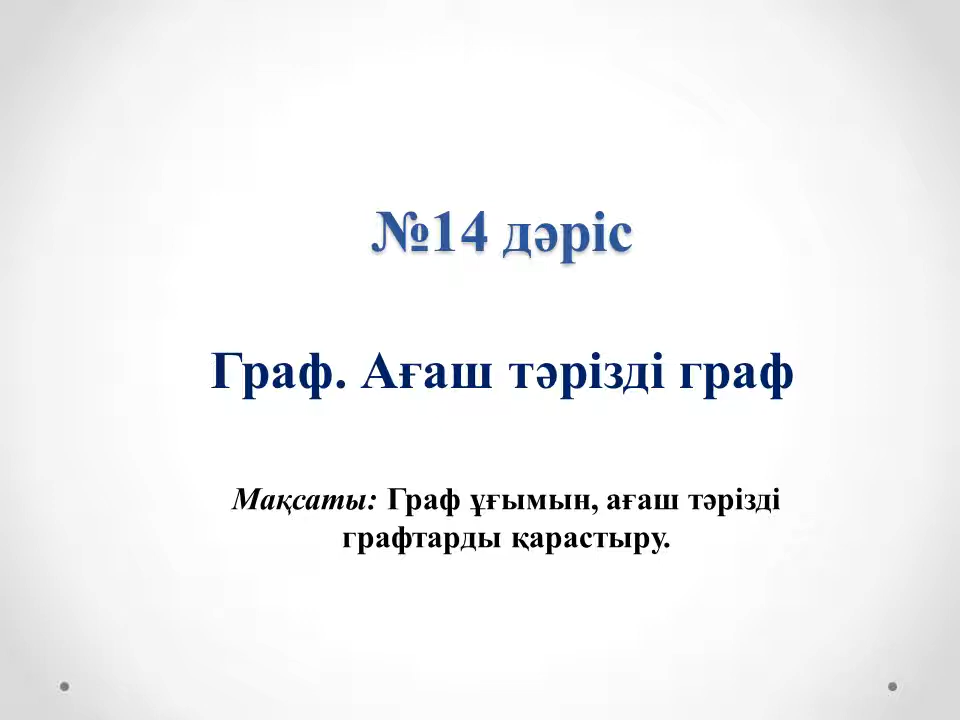 №14 дәріс
Граф. Ағаш тәрізді граф
Мақсаты: Граф ұғымын, ағаш тәрізді
графтарды қарастыру.